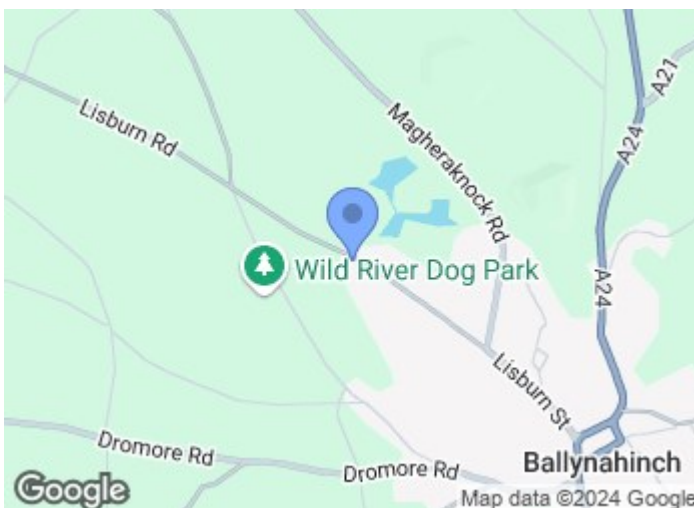 Lisburn Rd
Magheraknock Rd
A21
A24
Wild River Dog Park
A24
Lisburn St
Dromore Rd
Dromore Rd
Ballynahinch
Google
Map data ©2024 Google